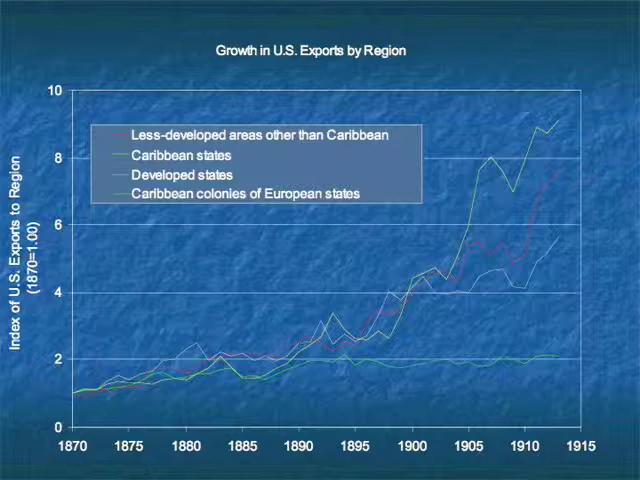 Growth in U.S. Exports by Region
Index of U.S. Exports to Region
(1870=1.00)
10
8
6
4
2
0
Less-developed areas other than Caribbean
Caribbean states
Developed states
Caribbean colonies of European states
1870 1875 1880 1885 1890 1895 1900 1905 1910 1915